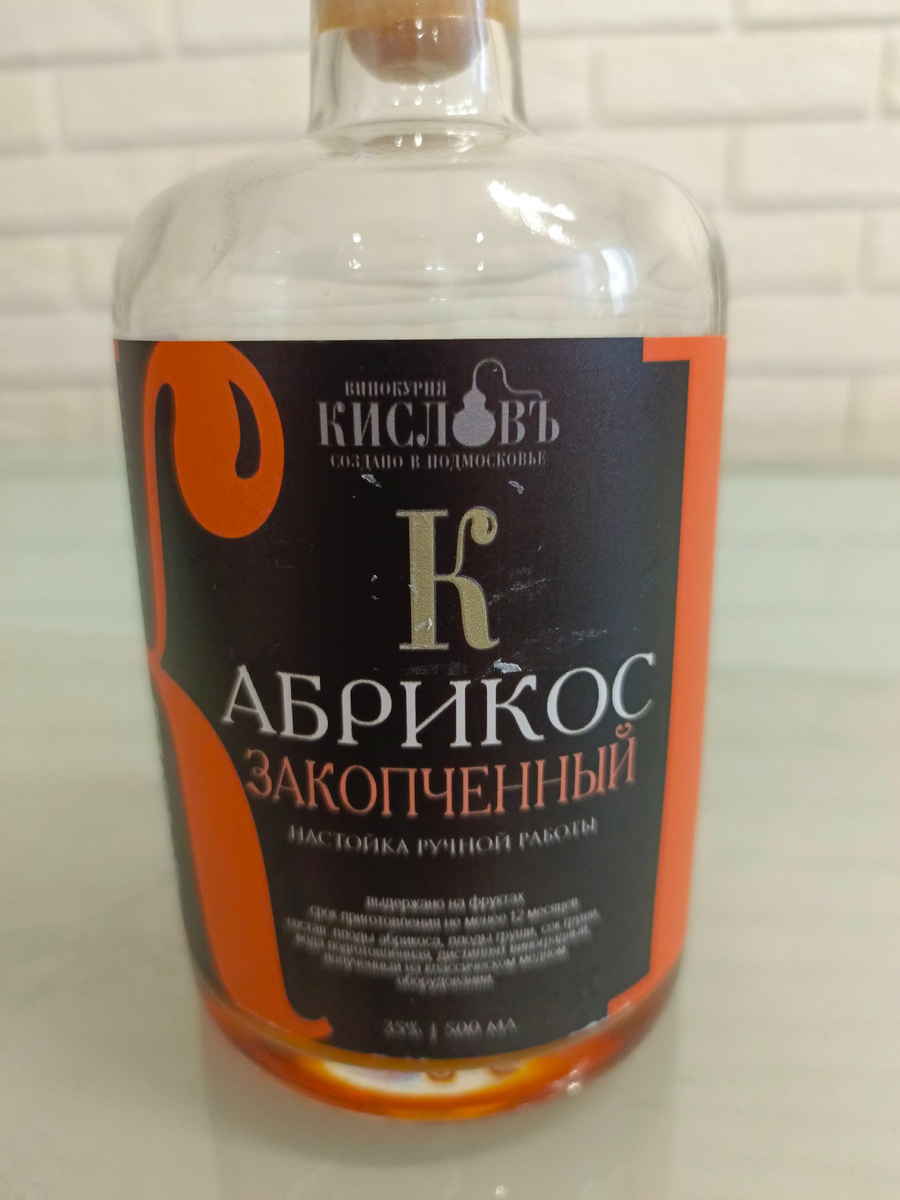 ВИНОКУРНЯ
КИСЛОВЪ
СОЗДАНО В ПОДМОСКОВЬЕ
К
АБРИКОС
ЗАКОПЧЕННЫЙ
НАСТОЙКА РУЧНОЙ РАБОТЫ
выдержано на фруктах
срок приготовления не менее 12 месяцев
состав: плоды абрикоса, плоды груши, сок груши,
вода подготовленная, дистиллят виноградный,
полученный на классическом медном
оборудовании
35% | 500 МЛ